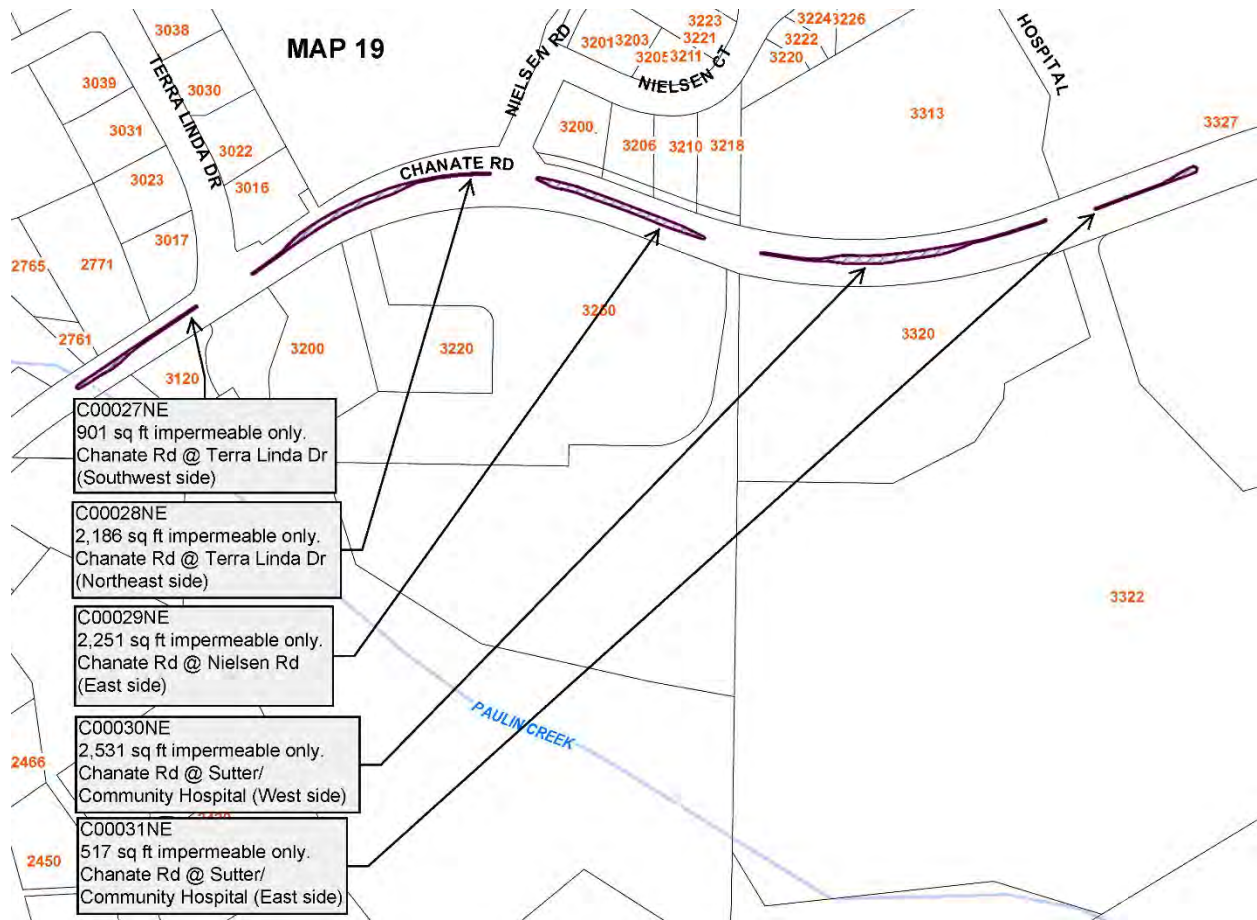 MAP 19
3038
3039
3030
3031
TERRA LINDA DR
3022
3023
3016
3017
2765
2771
2761
NIELSEN RD
3201
3203
3205
3211
3221
3223
NIELSEN CT
3224
3226
3222
3220
HOSPITAL
3200
3206
3210
3218
3313
3327
CHANATE RD
3120
3200
3220
3260
3320
3322
C00027NE
901 sq ft impermeable only.
Chanate Rd @ Terra Linda Dr
(Southwest side)
C00028NE
2,186 sq ft impermeable only.
Chanate Rd @ Terra Linda Dr
(Northeast side)
C00029NE
2,251 sq ft impermeable only.
Chanate Rd @ Nielsen Rd
(East side)
C00030NE
2,531 sq ft impermeable only.
Chanate Rd @ Sutter/
Community Hospital (West side)
C00031NE
517 sq ft impermeable only.
Chanate Rd @ Sutter/
Community Hospital (East side)
PAULIN CREEK
2466
2450